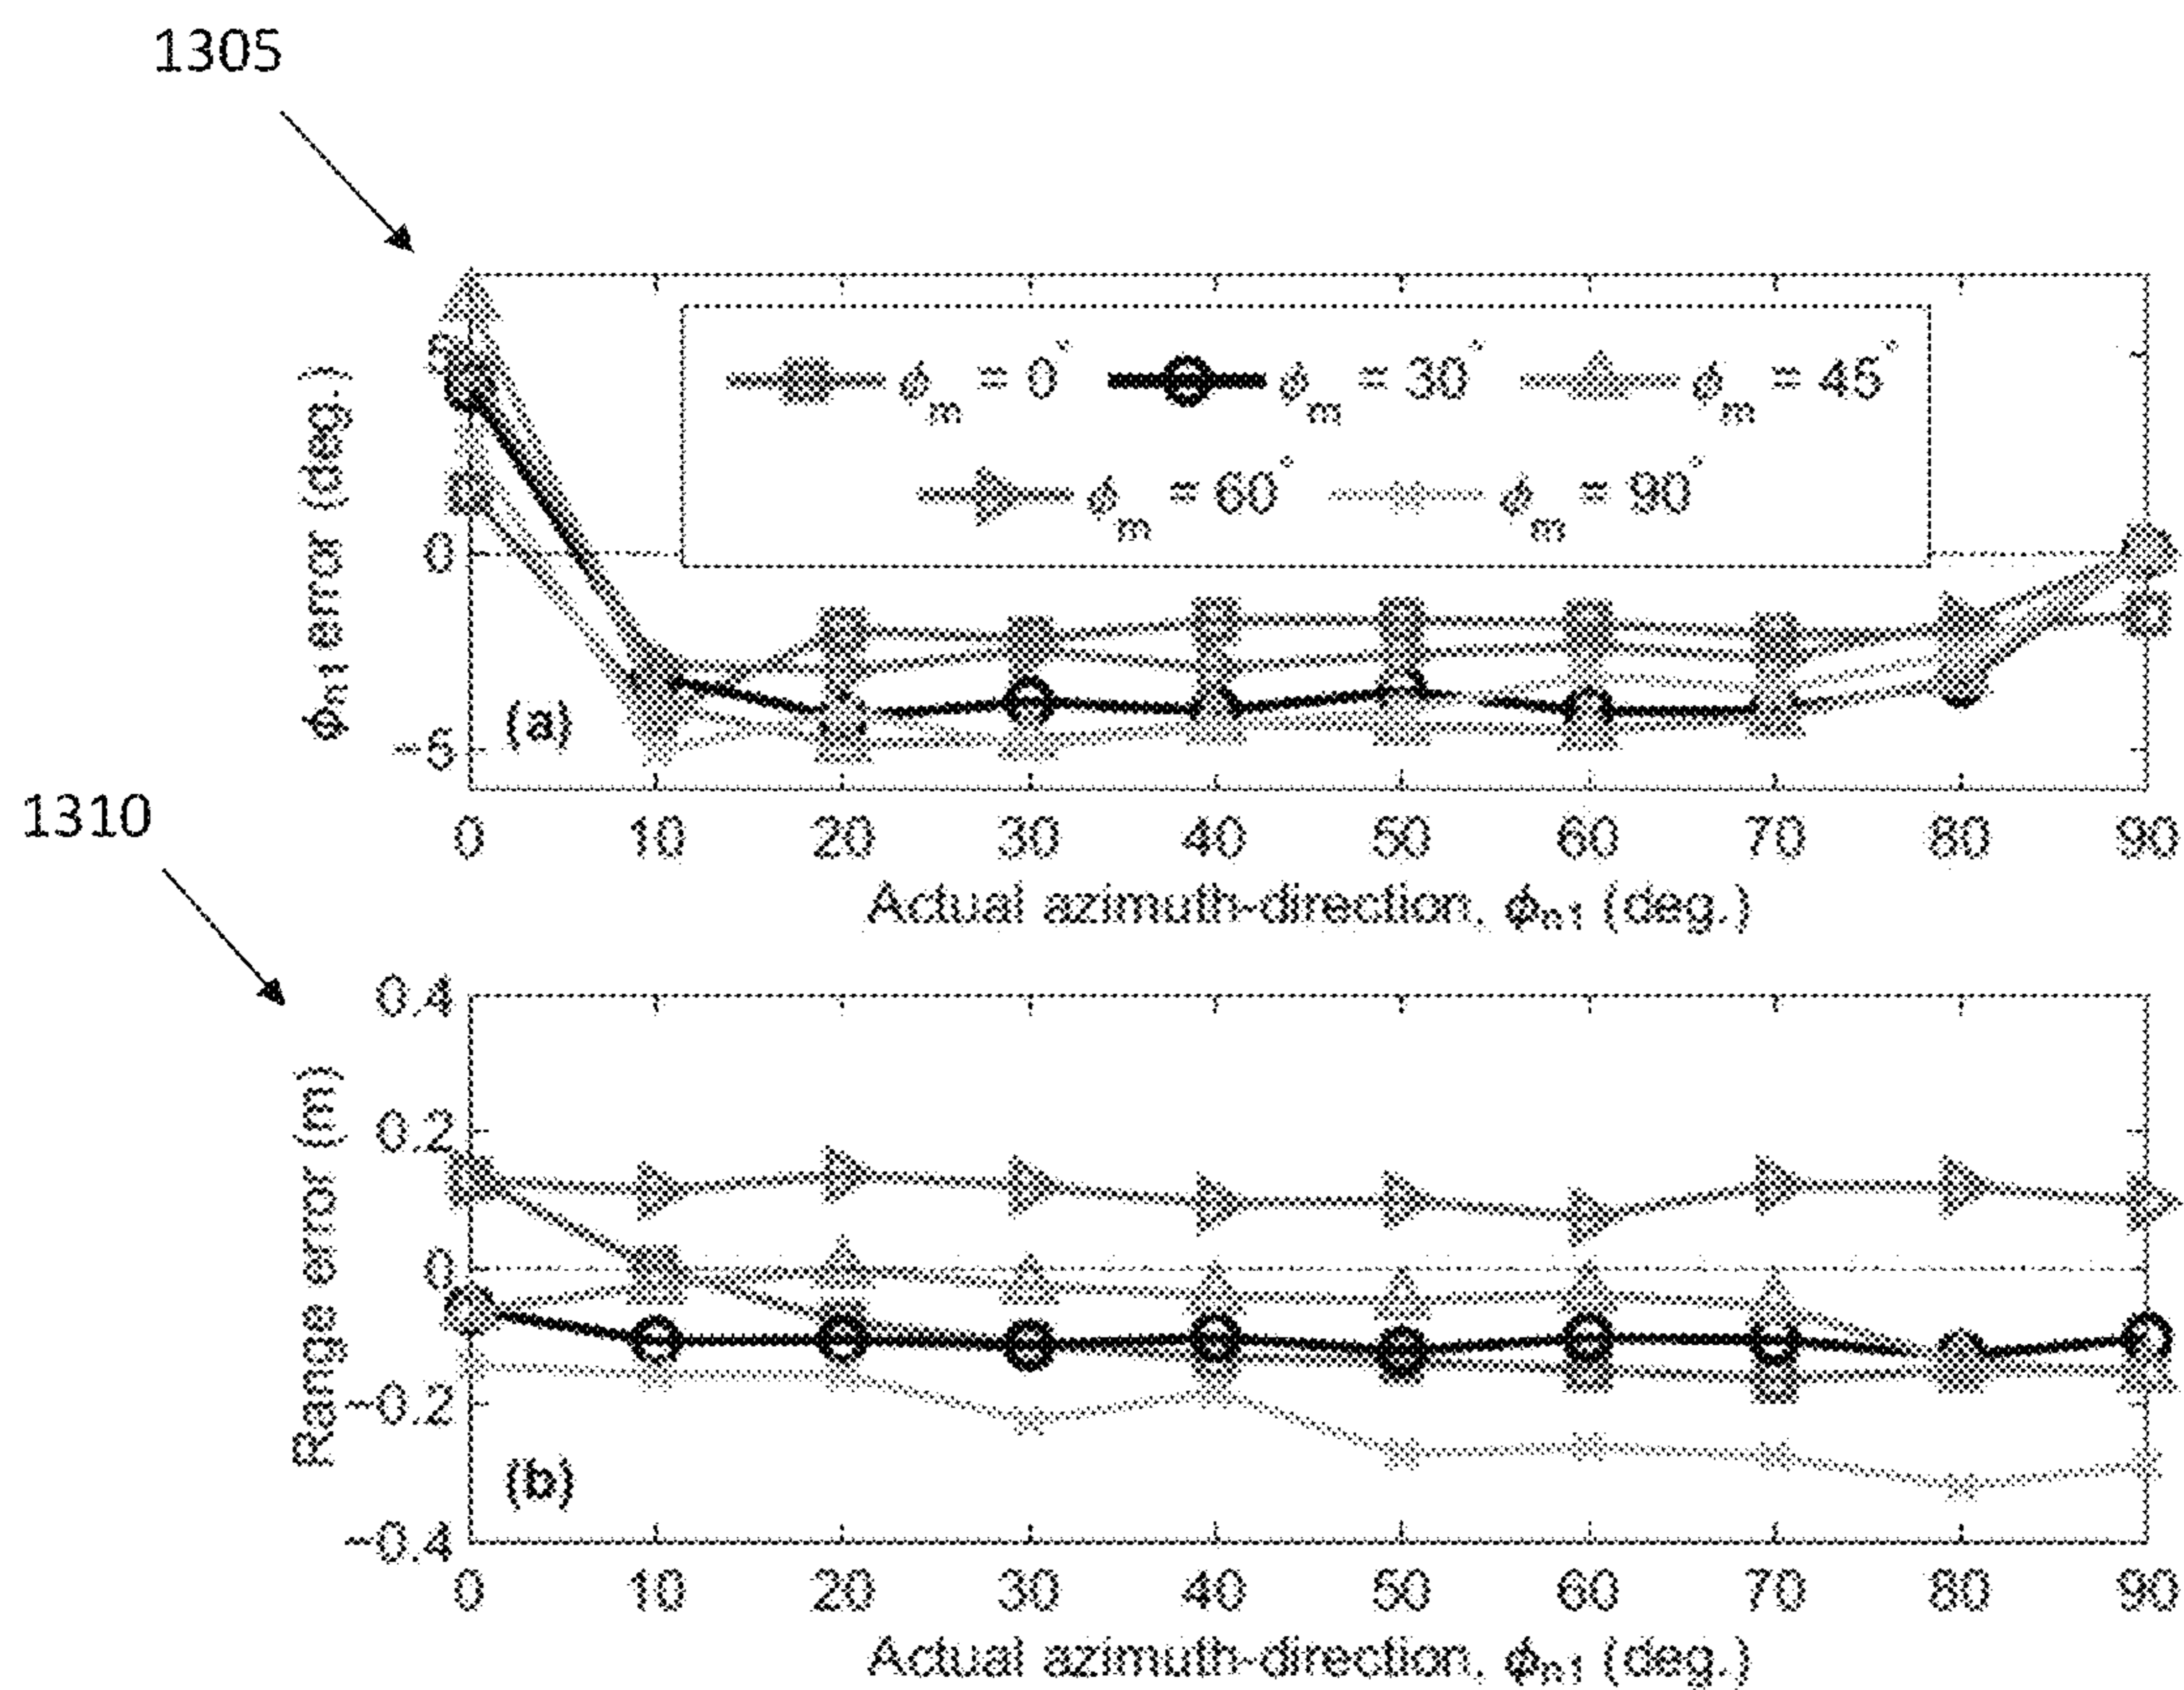 1305
ϕm = 0° ϕm = 30° ϕm = 45°
ϕm = 60° ϕm = 90°
5
0
-5
ϕn1 error (deg.)
(a)
0 10 20 30 40 50 60 70 80 90
Actual azimuth-direction, ϕn1 (deg.)
1310
0.4
0.2
0
-0.2
-0.4
Range error (m)
(b)
0 10 20 30 40 50 60 70 80 90
Actual azimuth-direction, ϕn1 (deg.)